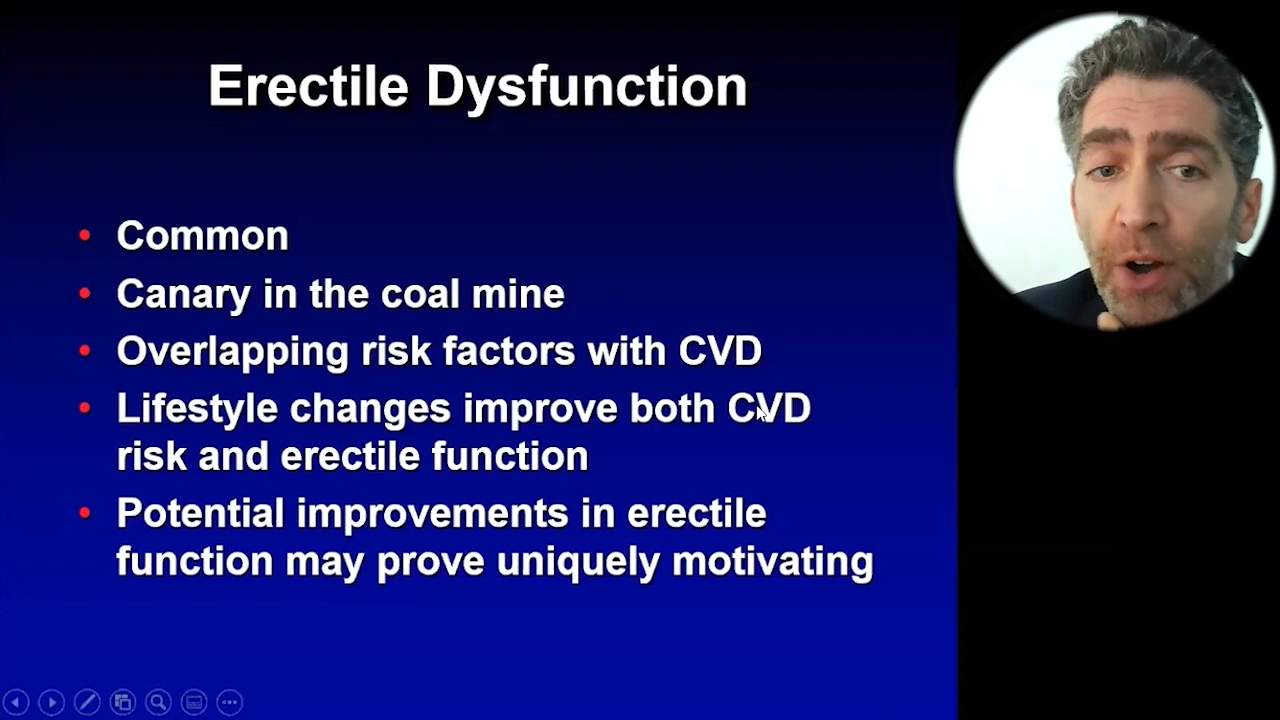 Erectile Dysfunction
• Common
• Canary in the coal mine
• Overlapping risk factors with CVD
• Lifestyle changes improve both CVD
risk and erectile function
• Potential improvements in erectile
function may prove uniquely motivating